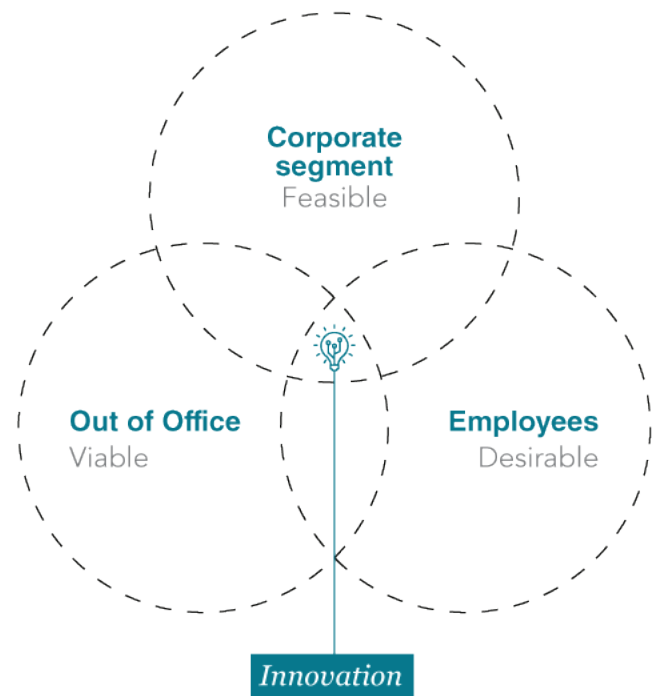 Corporate
segment
Feasible
Out of Office
Viable
Employees
Desirable
Innovation